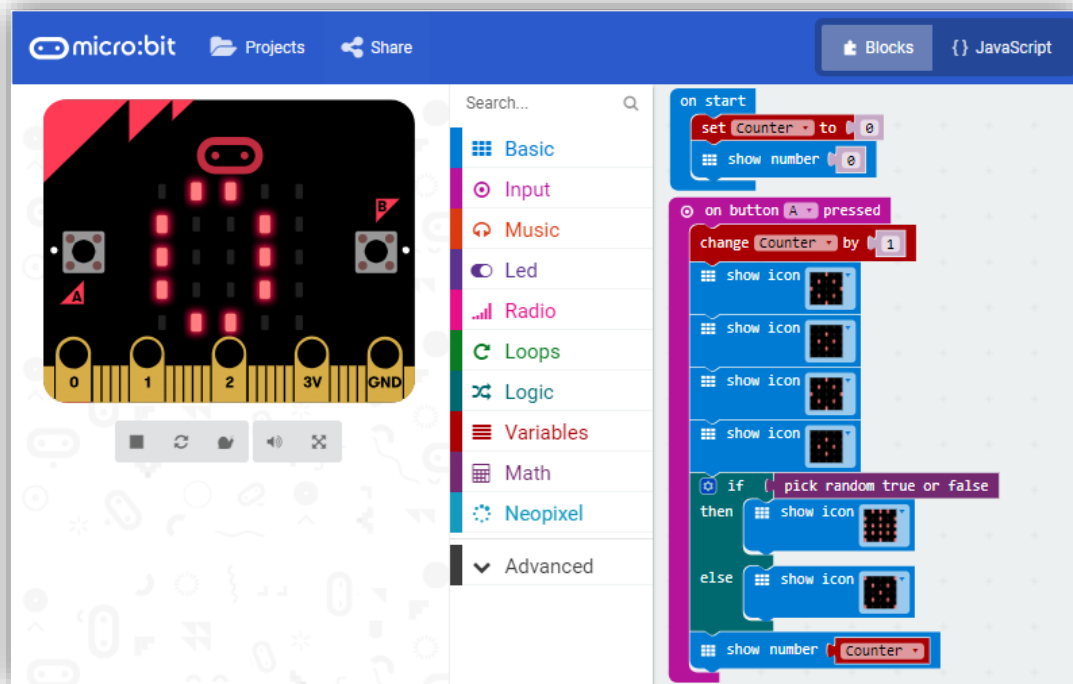 micro:bit Projects Share Blocks {} JavaScript
A
B
0 1 2 3V GND
Search...
Basic
Input
Music
Led
Radio
Loops
Logic
Variables
Math
Neopixel
Advanced
on start
set Counter to 0
show number 0
on button A pressed
change Counter by 1
show icon
show icon
show icon
show icon
if pick random true or false
then show icon
else show icon
show number Counter